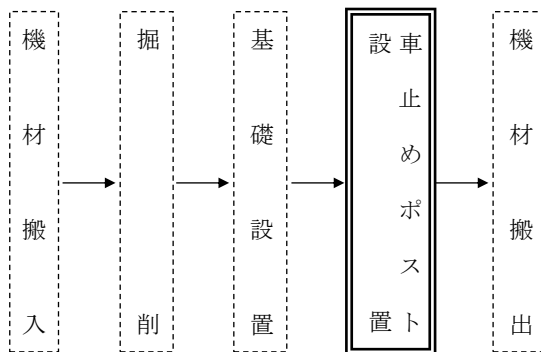 機材搬入
掘削
基礎設置
車止めポスト
設置
機材搬出